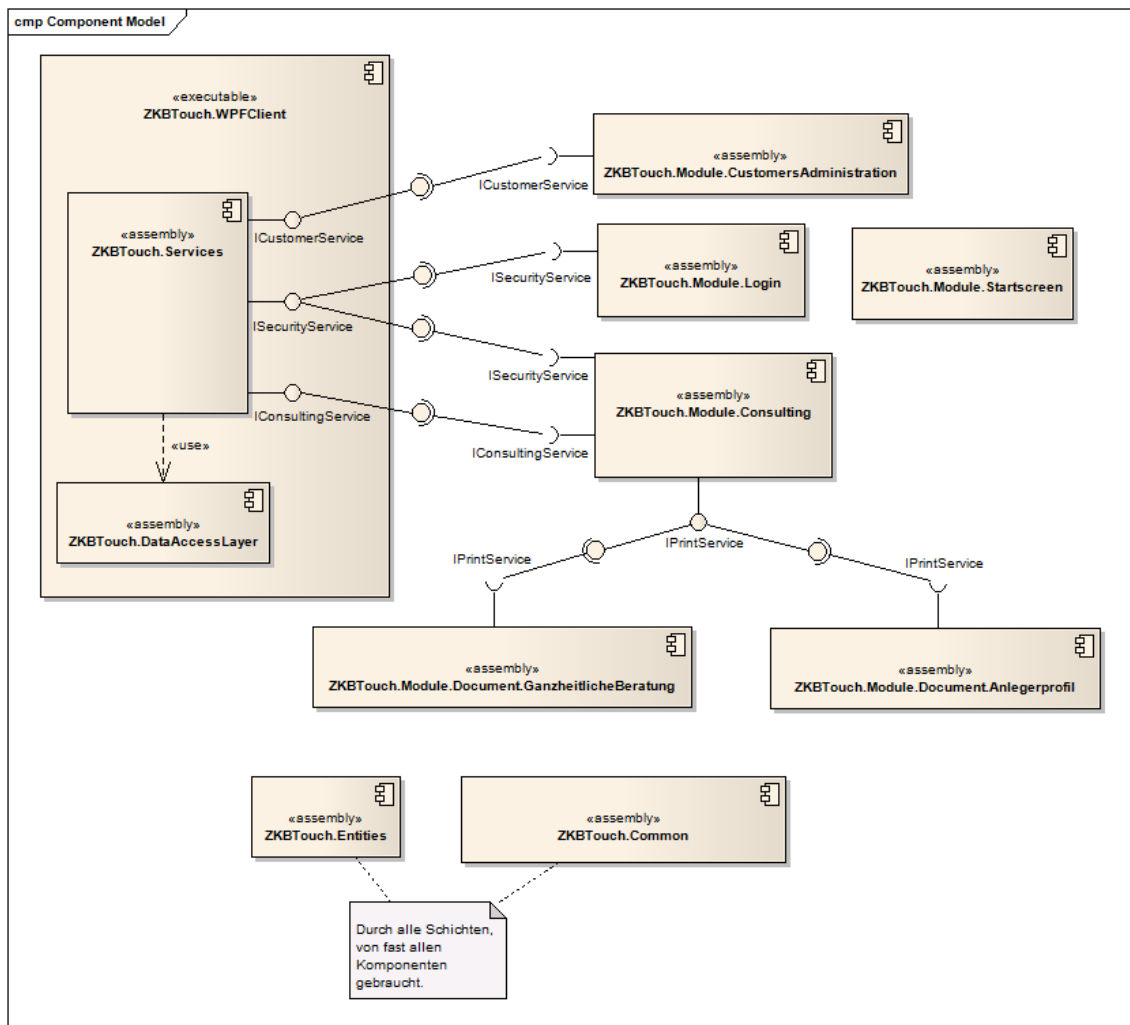 cmp Component Model
«executable»
ZKBTouch.WPFClient
«assembly»
ZKBTouch.Services
ICustomerService
ISecurityService
IConsultingService
«use»
«assembly»
ZKBTouch.DataAccessLayer
ICustomerService
«assembly»
ZKBTouch.Module.CustomersAdministration
ISecurityService
«assembly»
ZKBTouch.Module.Login
«assembly»
ZKBTouch.Module.Startscreen
ISecurityService
IConsultingService
«assembly»
ZKBTouch.Module.Consulting
IPrintService
IPrintService
IPrintService
«assembly»
ZKBTouch.Module.Document.GanzheitlicheBeratung
«assembly»
ZKBTouch.Module.Document.Anlegerprofil
«assembly»
ZKBTouch.Entities
«assembly»
ZKBTouch.Common
Durch alle Schichten,
von fast allen
Komponenten
gebraucht.